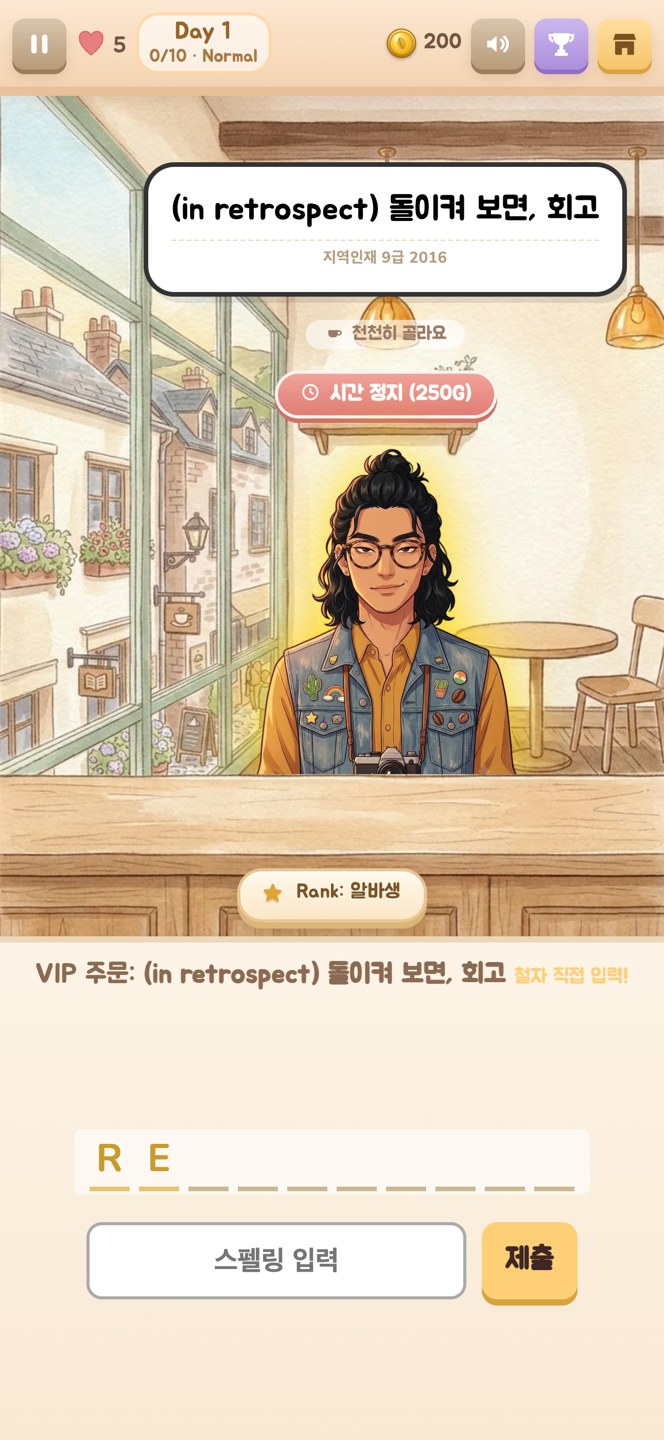 5
Day 1
0/10 · Normal
200
(in retrospect) 돌이켜 보면, 회고
지역인재 9급 2016
천천히 골라요
시간 정지 (250G)
Rank: 알바생
VIP 주문: (in retrospect) 돌이켜 보면, 회고 철자 직접 입력!
R E
스펠링 입력
제출